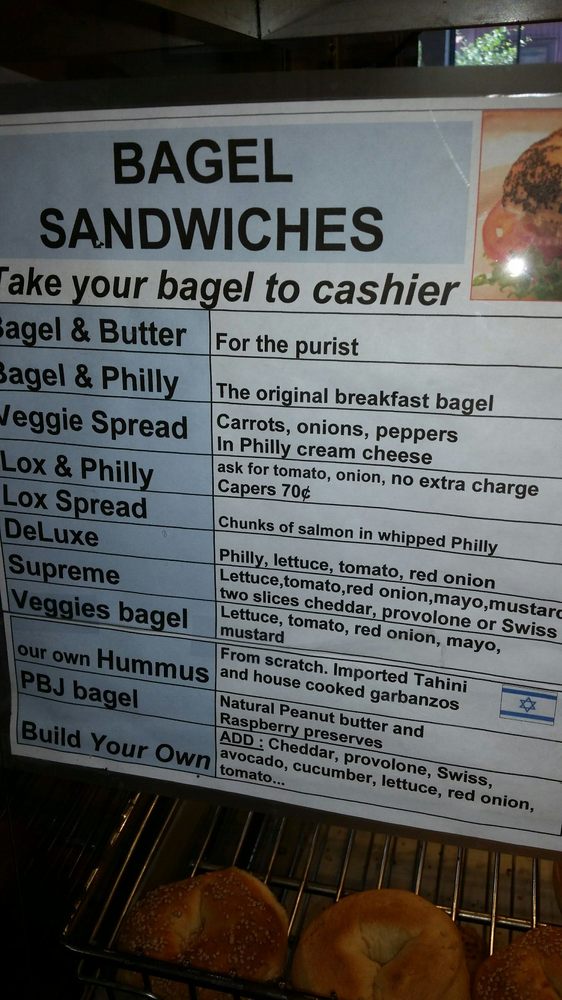 BAGEL
SANDWICHES
Take your bagel to cashier
Bagel & Butter
For the purist
Bagel & Philly
The original breakfast bagel
Veggie Spread
Carrots, onions, peppers
In Philly cream cheese
Lox & Philly
ask for tomato, onion, no extra charge
Capers 70¢
Lox Spread
Chunks of salmon in whipped Philly
DeLuxe
Philly, lettuce, tomato, red onion
Supreme
Lettuce,tomato,red onion,mayo,mustard
two slices cheddar, provolone or Swiss
Veggies bagel
Lettuce, tomato, red onion, mayo,
mustard
our own Hummus
From scratch. Imported Tahini
and house cooked garbanzos
PBJ bagel
Natural Peanut butter and
Raspberry preserves
Build Your Own
ADD : Cheddar, provolone, Swiss,
avocado, cucumber, lettuce, red onion,
tomato...